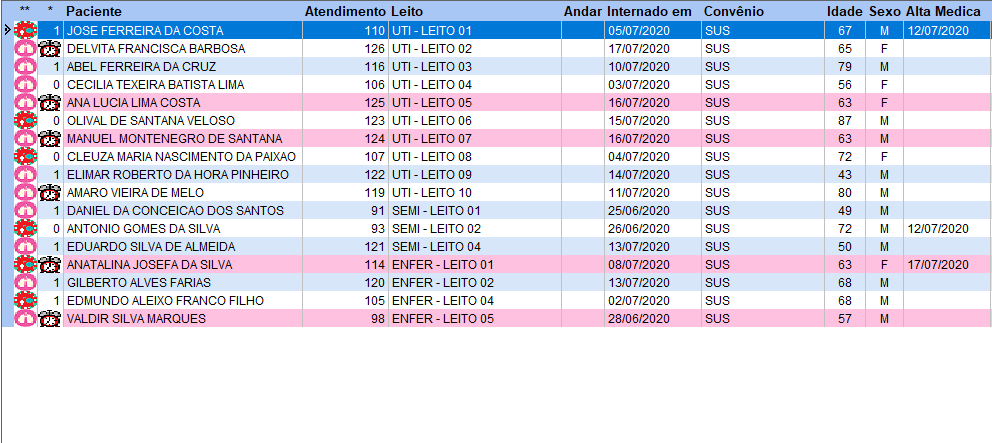 ** * Paciente Atendimento Leito Andar Internado em Convênio Idade Sexo Alta Medica
1 JOSE FERREIRA DA COSTA 110 UTI - LEITO 01 05/07/2020 SUS 67 M 12/07/2020
DELVITA FRANCISCA BARBOSA 126 UTI - LEITO 02 17/07/2020 SUS 65 F
1 ABEL FERREIRA DA CRUZ 116 UTI - LEITO 03 10/07/2020 SUS 79 M
0 CECILIA TEXEIRA BATISTA LIMA 106 UTI - LEITO 04 03/07/2020 SUS 56 F
ANA LUCIA LIMA COSTA 125 UTI - LEITO 05 16/07/2020 SUS 63 F
0 OLIVAL DE SANTANA VELOSO 123 UTI - LEITO 06 15/07/2020 SUS 87 M
MANUEL MONTENEGRO DE SANTANA 124 UTI - LEITO 07 16/07/2020 SUS 63 M
0 CLEUZA MARIA NASCIMENTO DA PAIXAO 107 UTI - LEITO 08 04/07/2020 SUS 72 F
1 ELIMAR ROBERTO DA HORA PINHEIRO 122 UTI - LEITO 09 14/07/2020 SUS 43 M
AMARO VIEIRA DE MELO 119 UTI - LEITO 10 11/07/2020 SUS 80 M
1 DANIEL DA CONCEICAO DOS SANTOS 91 SEMI - LEITO 01 25/06/2020 SUS 49 M
0 ANTONIO GOMES DA SILVA 93 SEMI - LEITO 02 26/06/2020 SUS 72 M 12/07/2020
1 EDUARDO SILVA DE ALMEIDA 121 SEMI - LEITO 04 13/07/2020 SUS 50 M
ANATALINA JOSEFA DA SILVA 114 ENFER - LEITO 01 08/07/2020 SUS 63 F 17/07/2020
1 GILBERTO ALVES FARIAS 120 ENFER - LEITO 02 13/07/2020 SUS 68 M
1 EDMUNDO ALEIXO FRANCO FILHO 105 ENFER - LEITO 04 02/07/2020 SUS 68 M
VALDIR SILVA MARQUES 98 ENFER - LEITO 05 28/06/2020 SUS 57 M